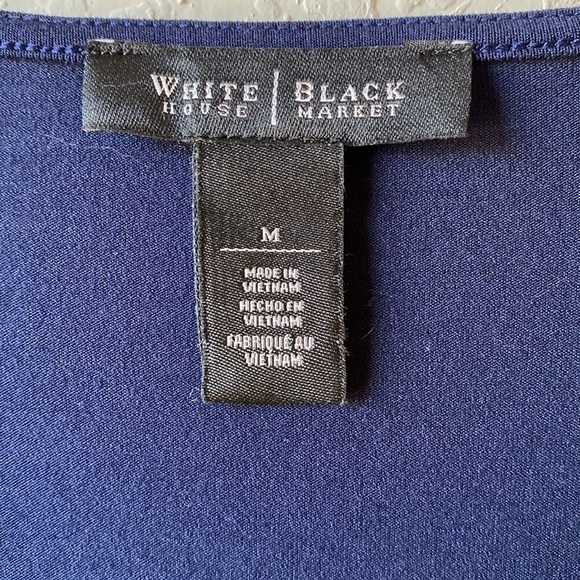 WHITE | BLACK
HOUSE | MARKET
M
MADE IN
VIETNAM
HECHO EN
VIETNAM
FABRIQUÉ AU
VIETNAM